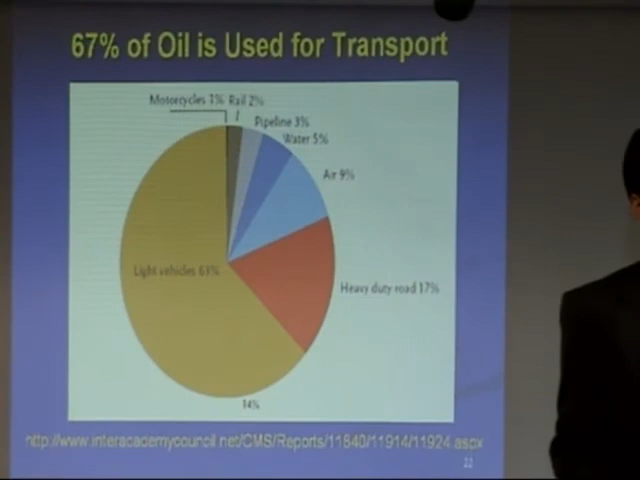 67% of Oil is Used for Transport
Motorcycles 1% Rail 2%
Pipeline 3%
Water 5%
Air 9%
Light vehicles 63%
Heavy duty road 17%
14%
http://www.interacademycouncil.net/CMS/Reports/11840/11914/11924.aspx
22